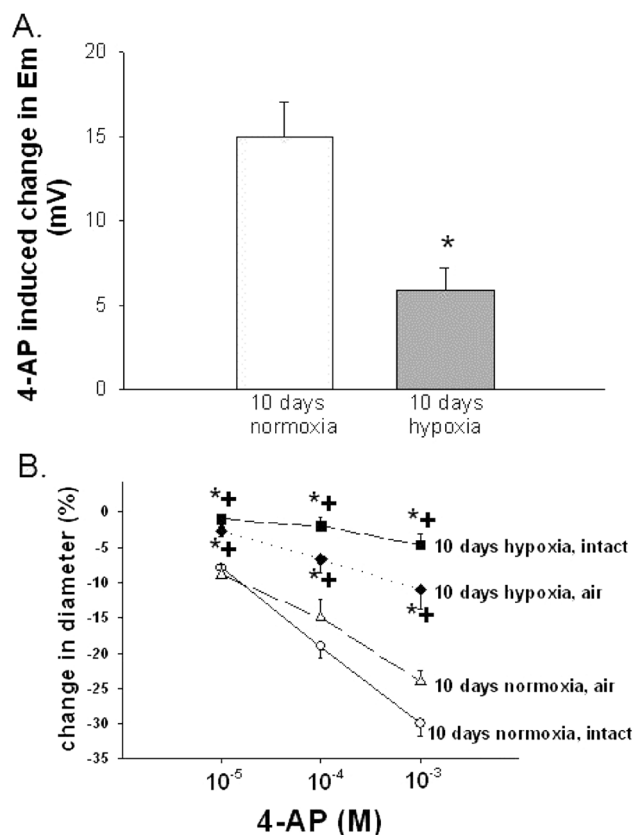 A.
4-AP induced change in Em
(mV)
20
15
10
5
0
*
10 days
normoxia
10 days
hypoxia
B.
change in diameter (%)
0
-5
-10
-15
-20
-25
-30
-35
*+
*+
*+
*+
*+
*+
10 days hypoxia, intact
10 days hypoxia, air
10 days normoxia, air
10 days normoxia, intact
10-5
10-4
10-3
4-AP (M)